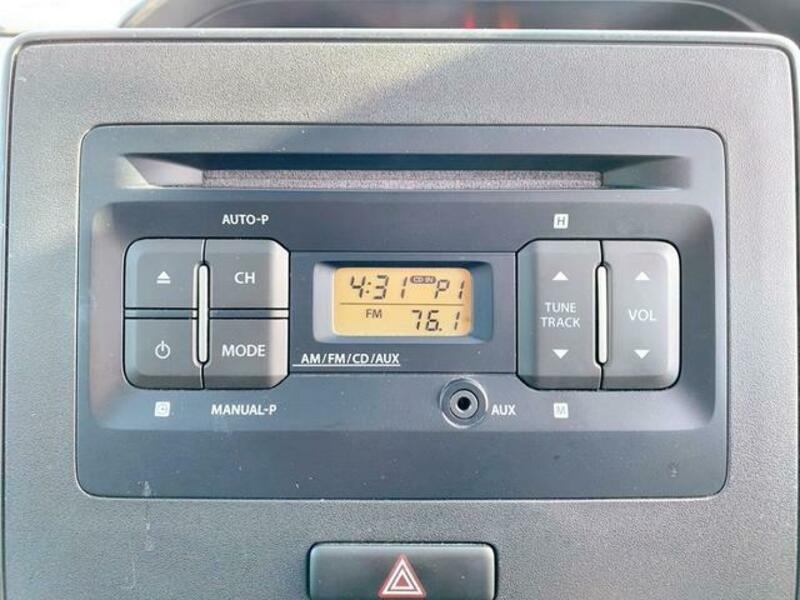 AUTO-P
H
CH
MODE
4:31 CD IN P1
FM 76.1
AM/FM/CD/AUX
TUNE
TRACK
VOL
MANUAL-P
AUX
M